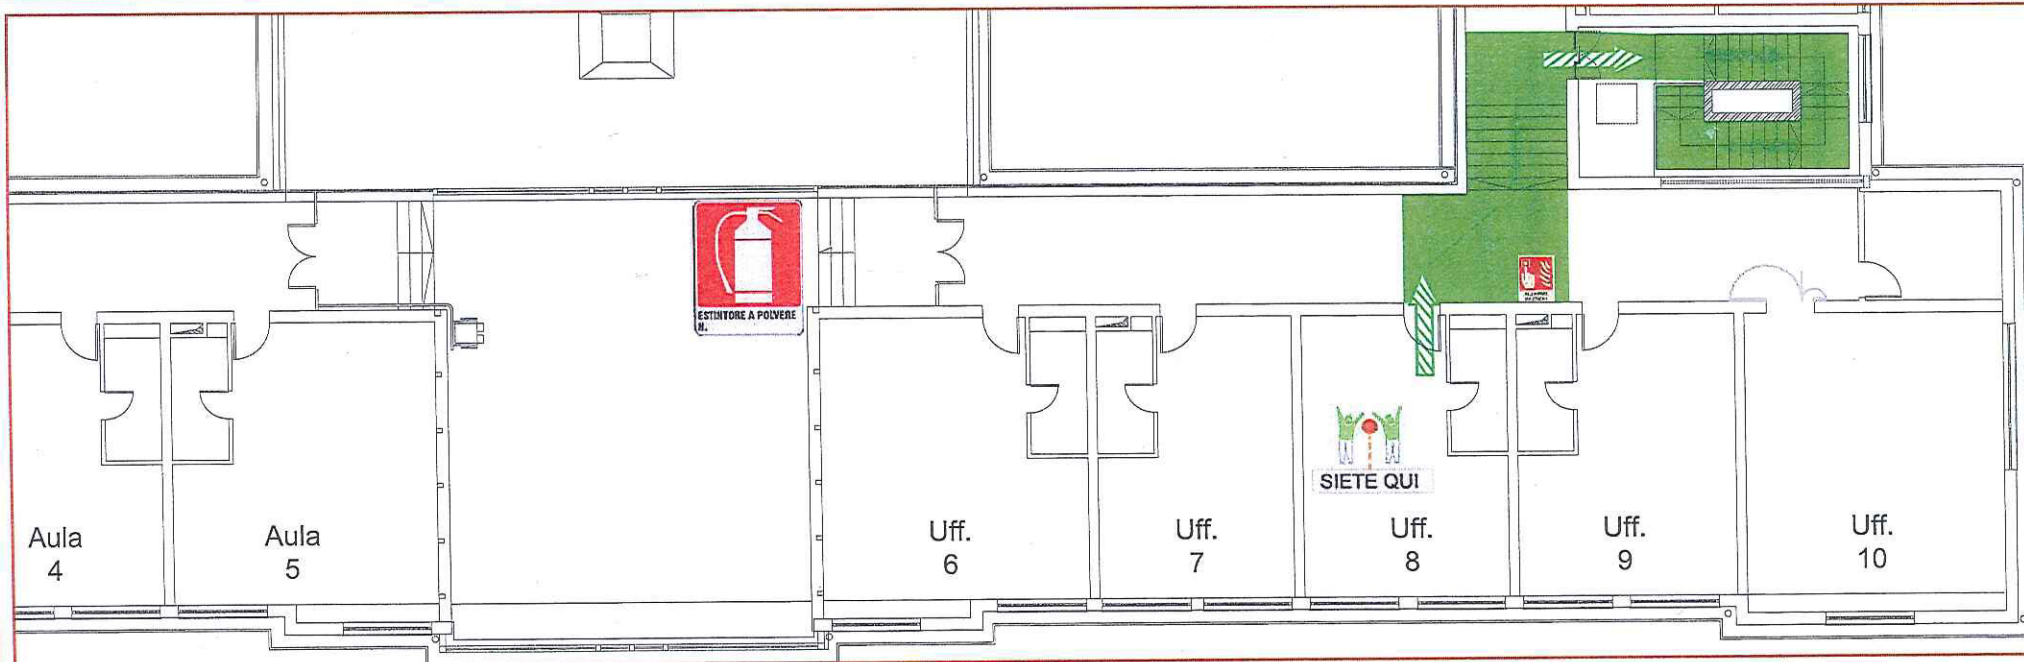 ESTINTORE A POLVERE
N.
SIETE QUI
Aula
4
Aula
5
Uff.
6
Uff.
7
Uff.
8
Uff.
9
Uff.
10